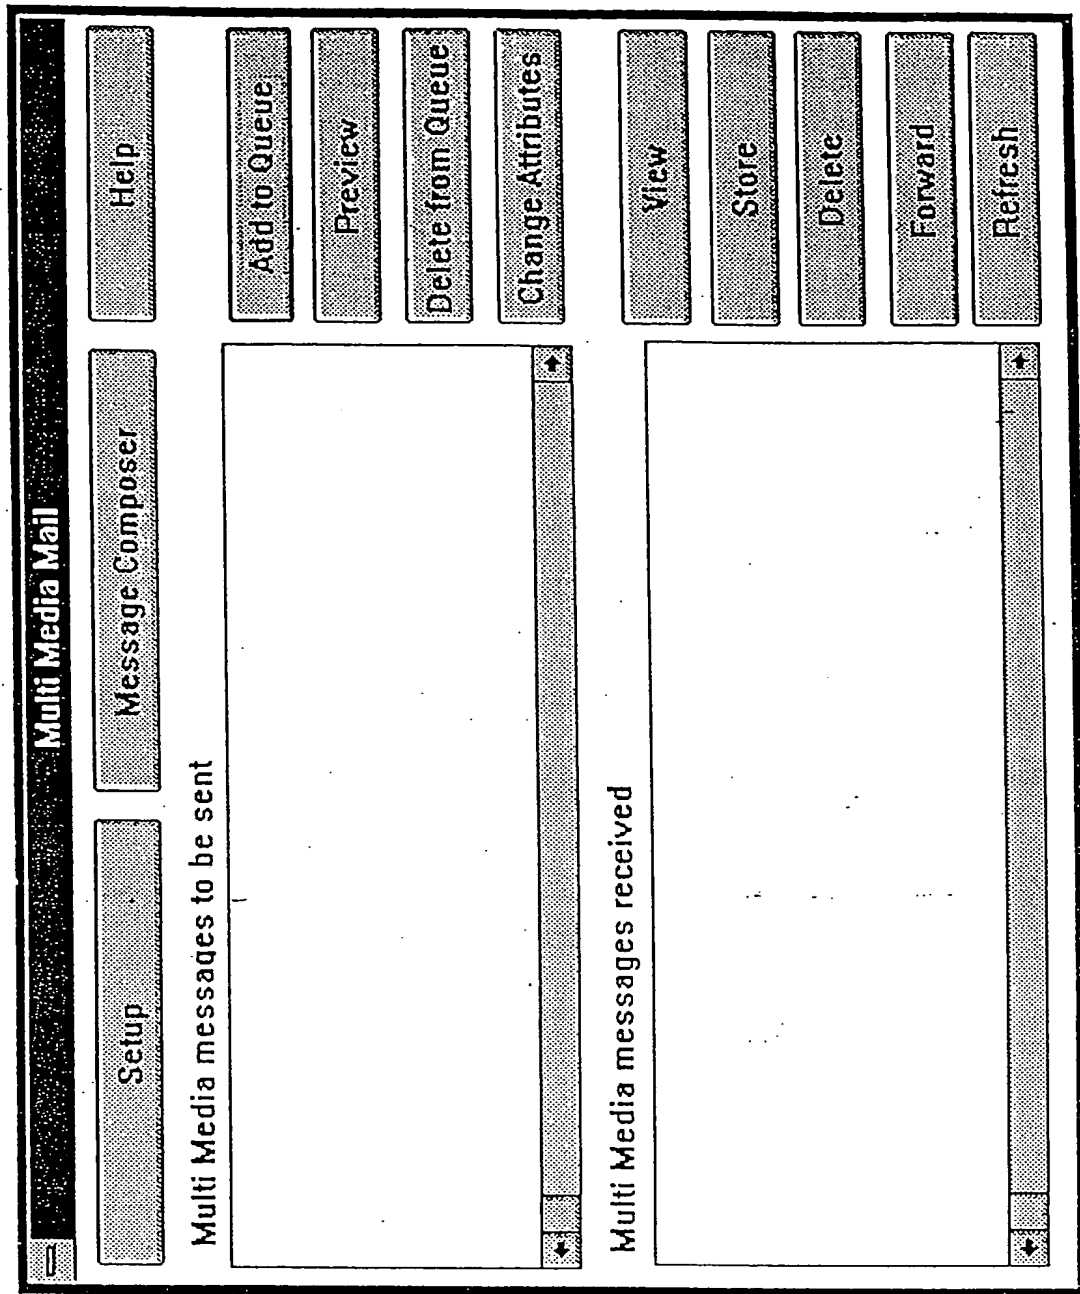 Multi Media Mail
Setup
Message Composer
Help
Multi Media messages to be sent
Add to Queue
Preview
Delete from Queue
Change Attributes
Multi Media messages received
View
Store
Delete
Forward
Refresh